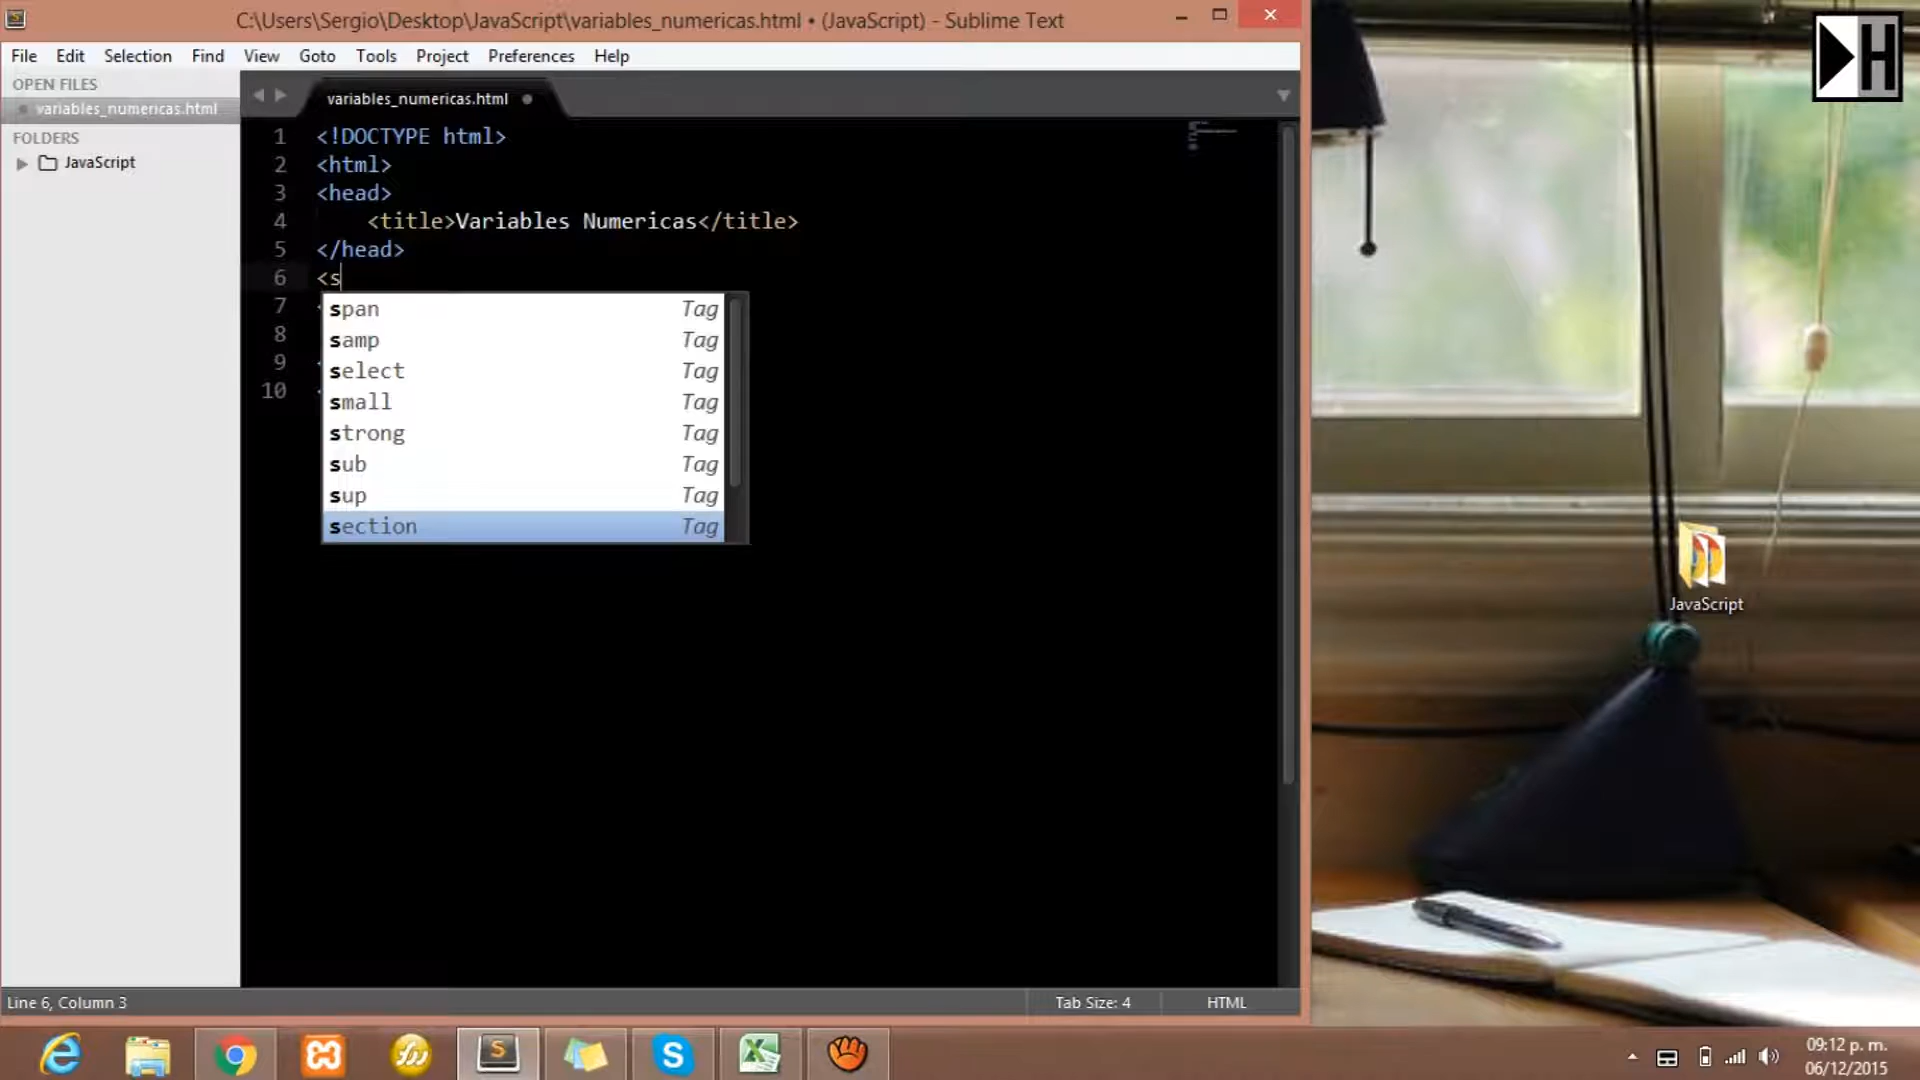 C:\Users\Sergio\Desktop\JavaScript\variables_numericas.html • (JavaScript) - Sublime Text
File Edit Selection Find View Goto Tools Project Preferences Help
OPEN FILES
variables_numericas.html
FOLDERS
JavaScript
variables_numericas.html
1 <!DOCTYPE html>
2 <html>
3 <head>
4 <title>Variables Numericas</title>
5 </head>
6 <s
7
8
9
10
span Tag
samp Tag
select Tag
small Tag
strong Tag
sub Tag
sup Tag
section Tag
Line 6, Column 3
Tab Size: 4
HTML
H
JavaScript
09:12 p. m.
06/12/2015